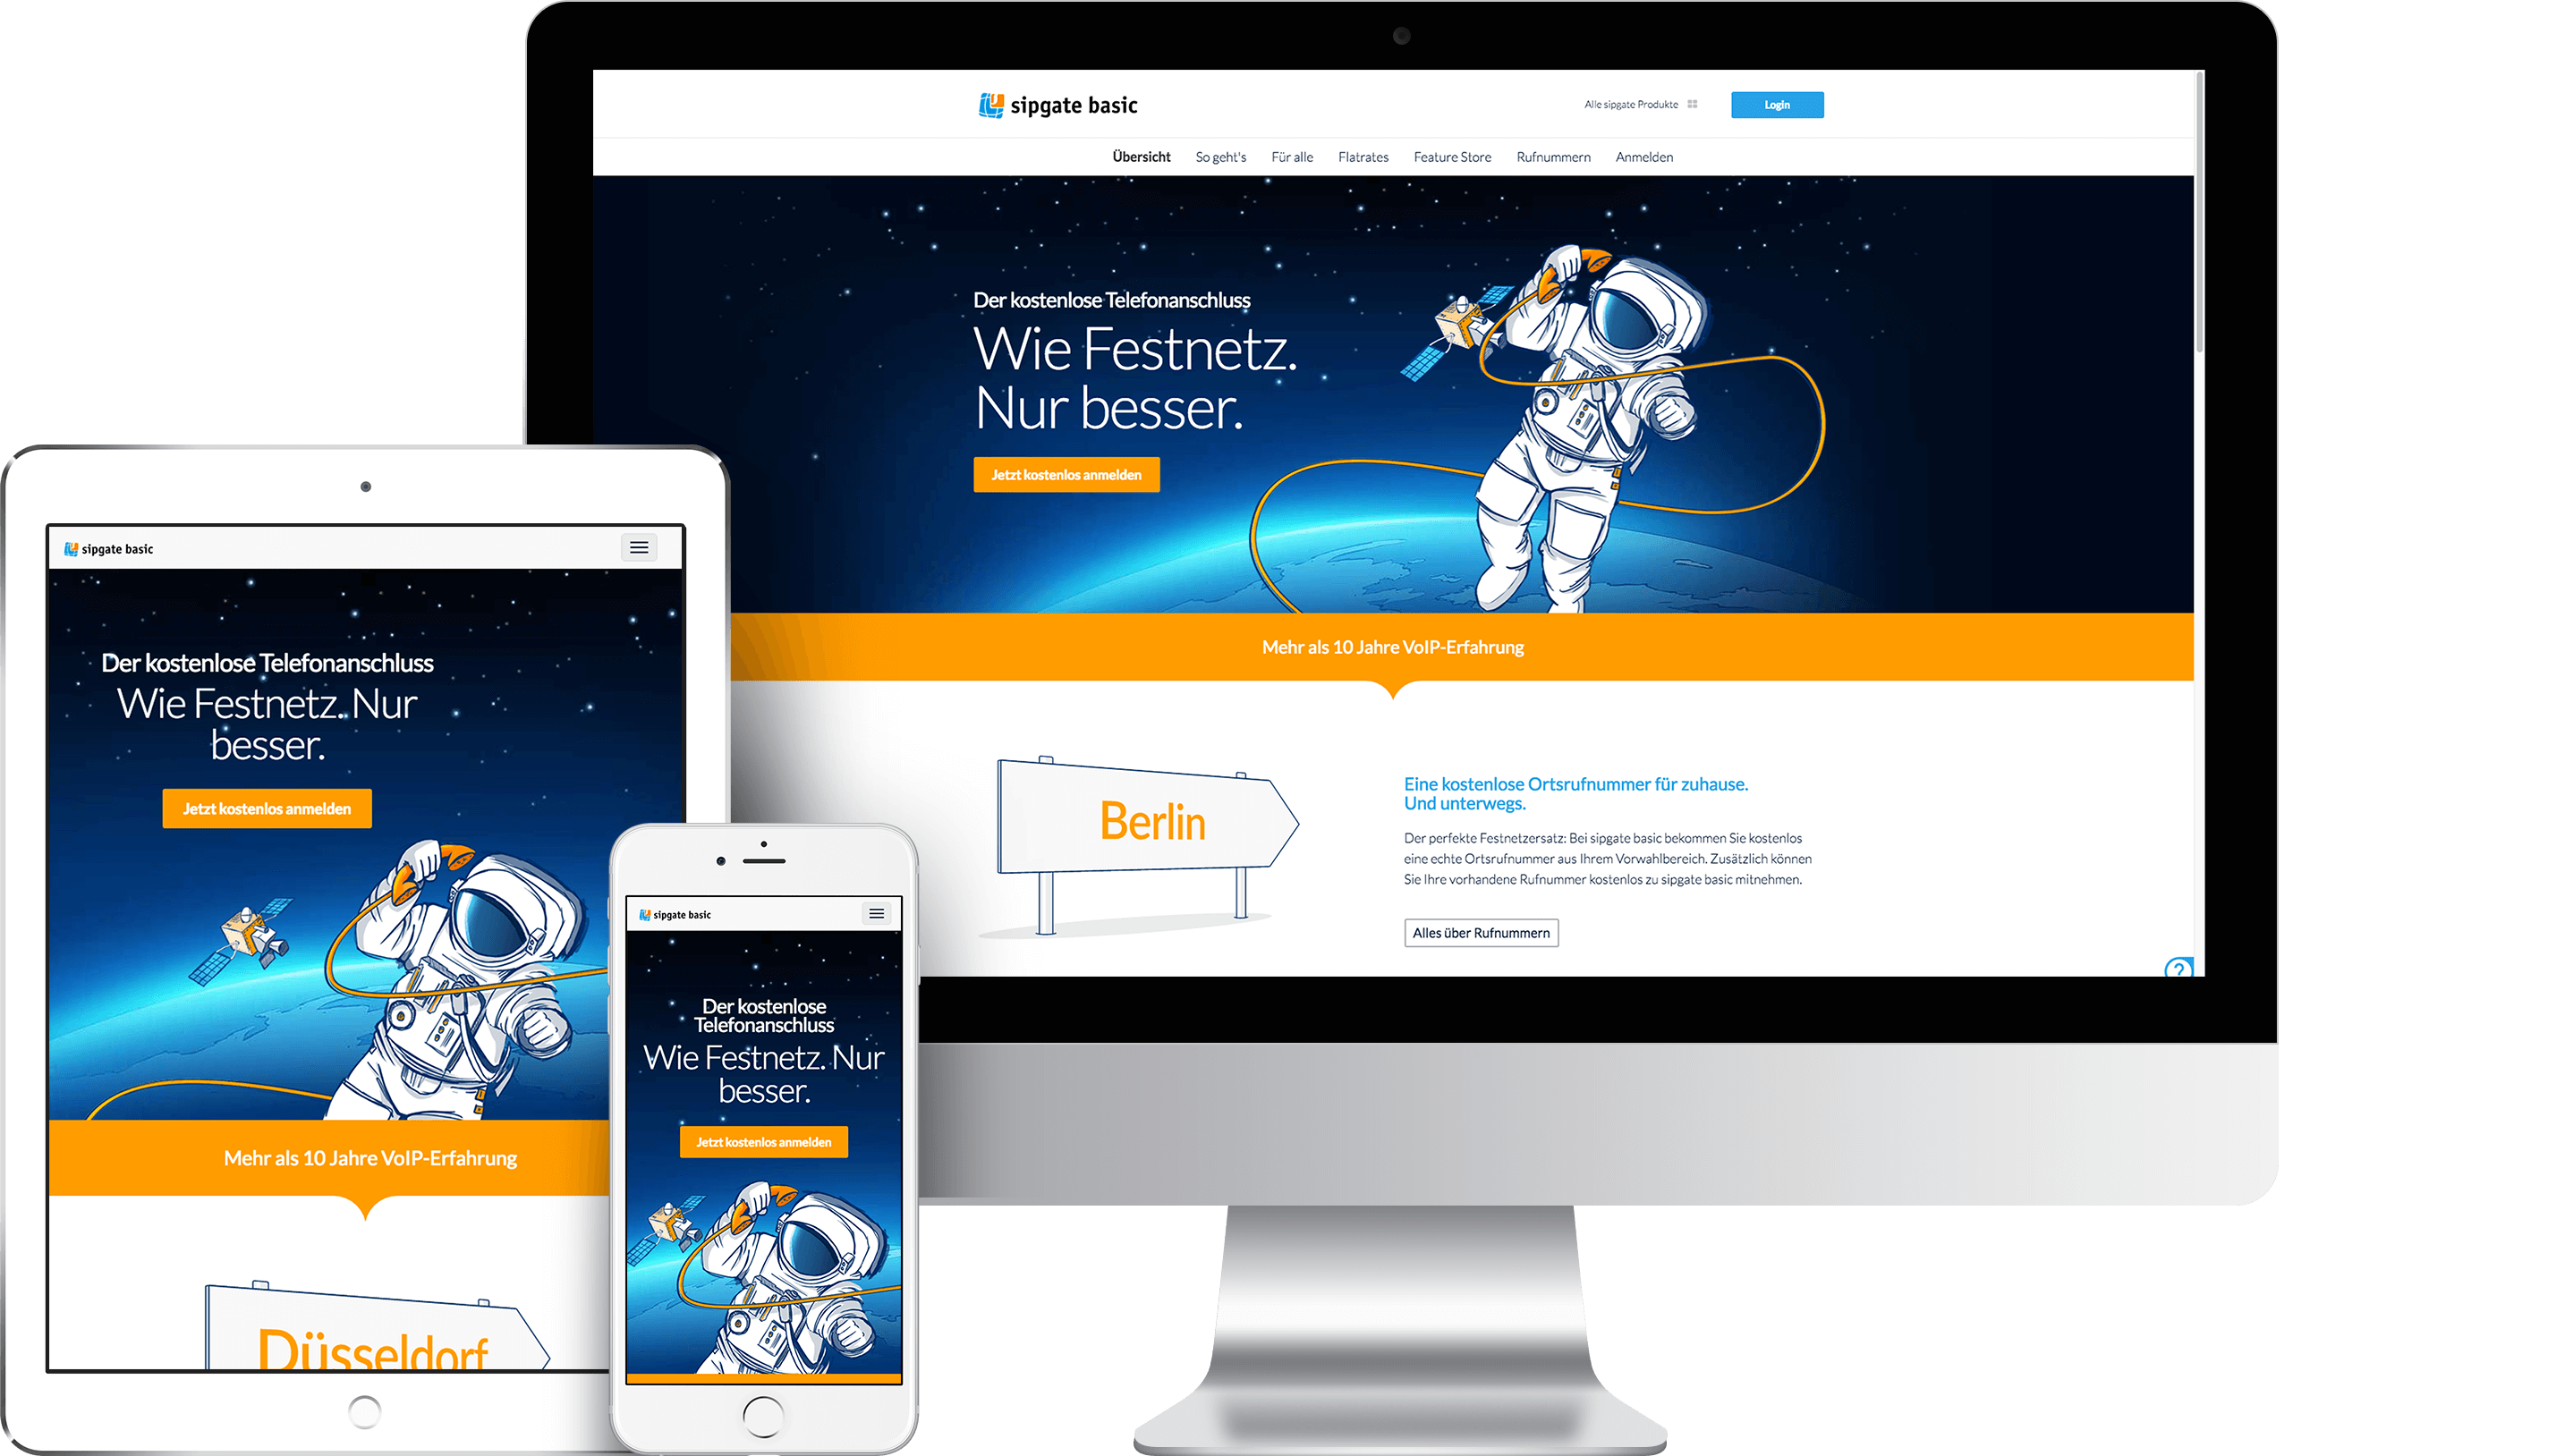 sipgate basic
Alle sipgate Produkte
Login
Übersicht So geht's Für alle Flatrates Feature Store Rufnummern Anmelden
Der kostenlose Telefonanschluss
Wie Festnetz.
Nur besser.
Jetzt kostenlos anmelden
Mehr als 10 Jahre VoIP-Erfahrung
Berlin
Eine kostenlose Ortsrufnummer für zuhause.
Und unterwegs.
Der perfekte Festnetzersatz: Bei sipgate basic bekommen Sie kostenlos
eine echte Ortsrufnummer aus Ihrem Vorwahlbereich. Zusätzlich können
Sie Ihre vorhandene Rufnummer kostenlos zu sipgate basic mitnehmen.
Alles über Rufnummern
?
sipgate basic
Der kostenlose Telefonanschluss
Wie Festnetz. Nur
besser.
Jetzt kostenlos anmelden
Mehr als 10 Jahre VoIP-Erfahrung
Düsseldorf
sipgate basic
Der kostenlose
Telefonanschluss
Wie Festnetz. Nur
besser.
Jetzt kostenlos anmelden